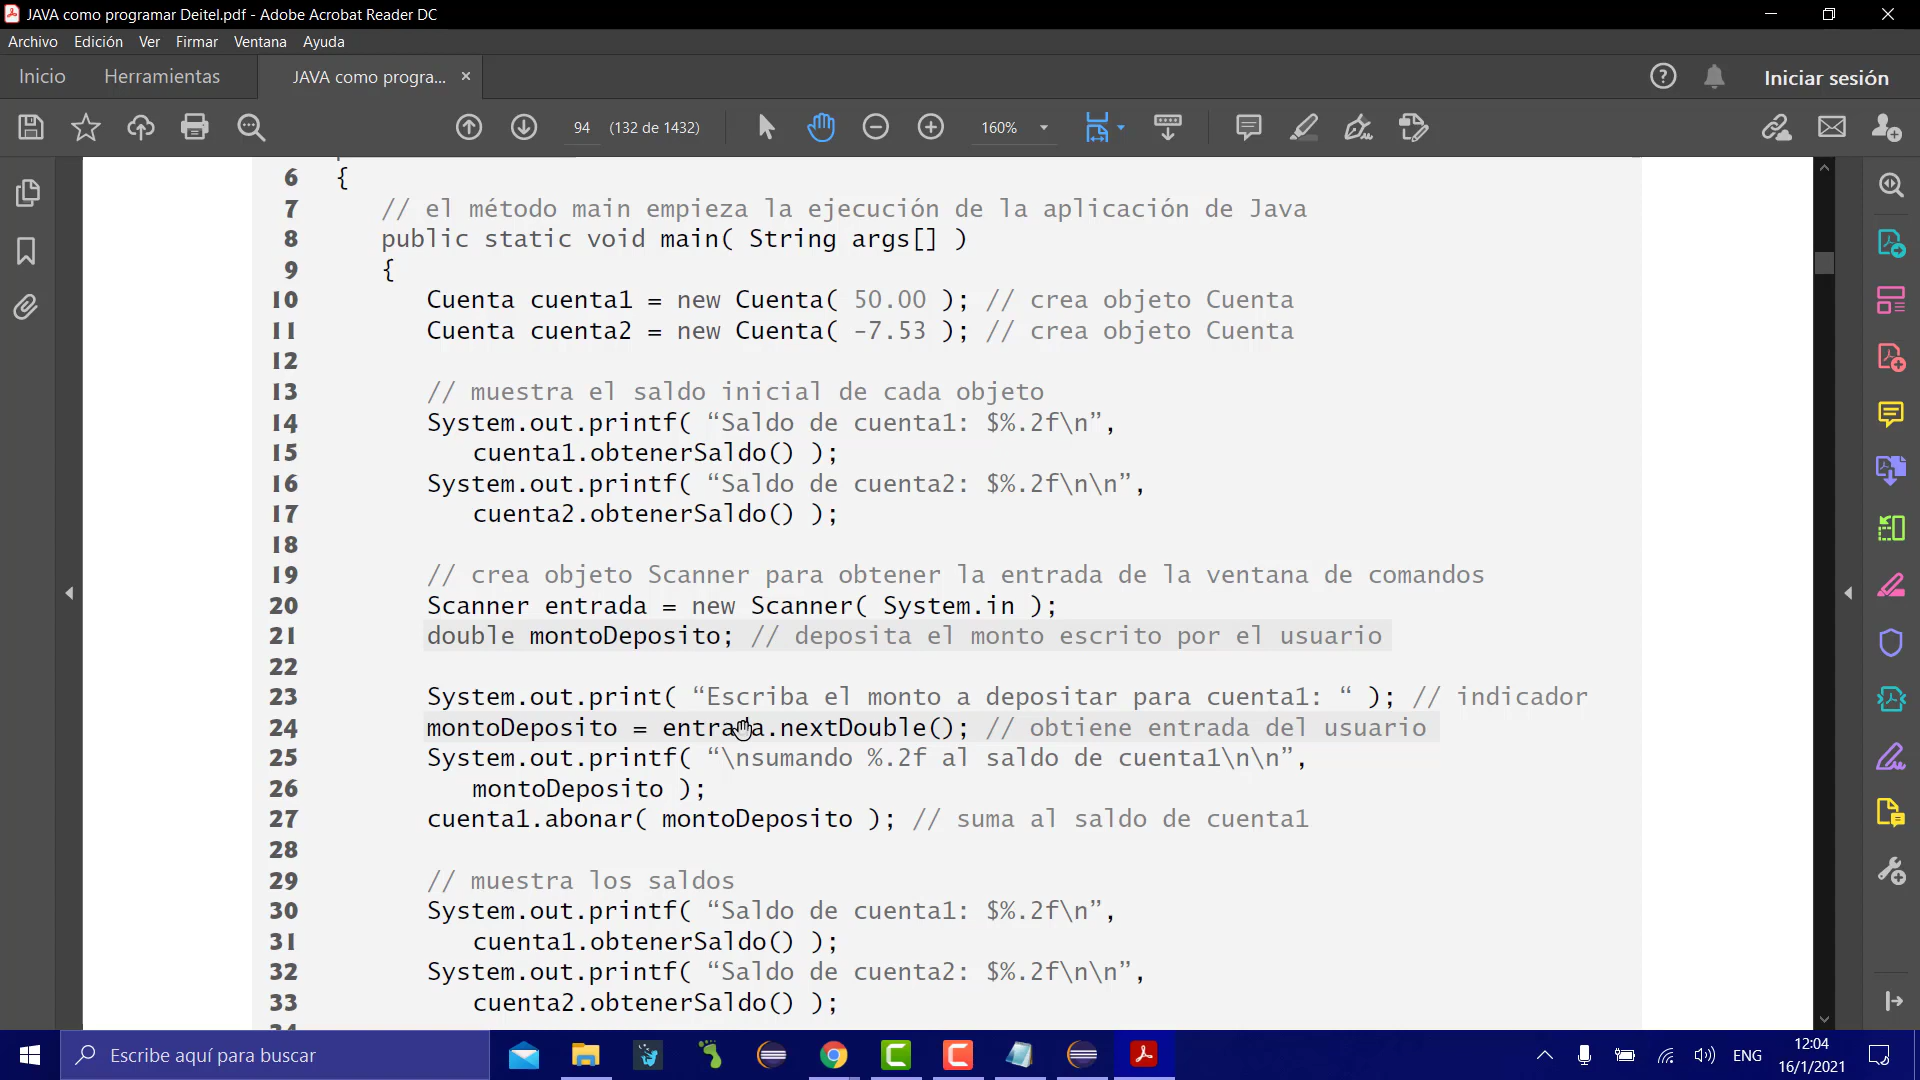 JAVA como programar Deitel.pdf - Adobe Acrobat Reader DC
Archivo Edición Ver Firmar Ventana Ayuda
Inicio Herramientas JAVA como progra... × Iniciar sesión
94 (132 de 1432) 160%
6 {
7 // el método main empieza la ejecución de la aplicación de Java
8 public static void main( String args[] )
9 {
10 Cuenta cuenta1 = new Cuenta( 50.00 ); // crea objeto Cuenta
11 Cuenta cuenta2 = new Cuenta( -7.53 ); // crea objeto Cuenta
12
13 // muestra el saldo inicial de cada objeto
14 System.out.printf( “Saldo de cuenta1: $%.2f\n”,
15 cuenta1.obtenerSaldo() );
16 System.out.printf( “Saldo de cuenta2: $%.2f\n\n”,
17 cuenta2.obtenerSaldo() );
18
19 // crea objeto Scanner para obtener la entrada de la ventana de comandos
20 Scanner entrada = new Scanner( System.in );
21 double montoDeposito; // deposita el monto escrito por el usuario
22
23 System.out.print( “Escriba el monto a depositar para cuenta1: “ ); // indicador
24 montoDeposito = entrada.nextDouble(); // obtiene entrada del usuario
25 System.out.printf( “\nsumando %.2f al saldo de cuenta1\n\n”,
26 montoDeposito );
27 cuenta1.abonar( montoDeposito ); // suma al saldo de cuenta1
28
29 // muestra los saldos
30 System.out.printf( “Saldo de cuenta1: $%.2f\n”,
31 cuenta1.obtenerSaldo() );
32 System.out.printf( “Saldo de cuenta2: $%.2f\n\n”,
33 cuenta2.obtenerSaldo() );
Escribe aquí para buscar
ENG
12:04
16/1/2021